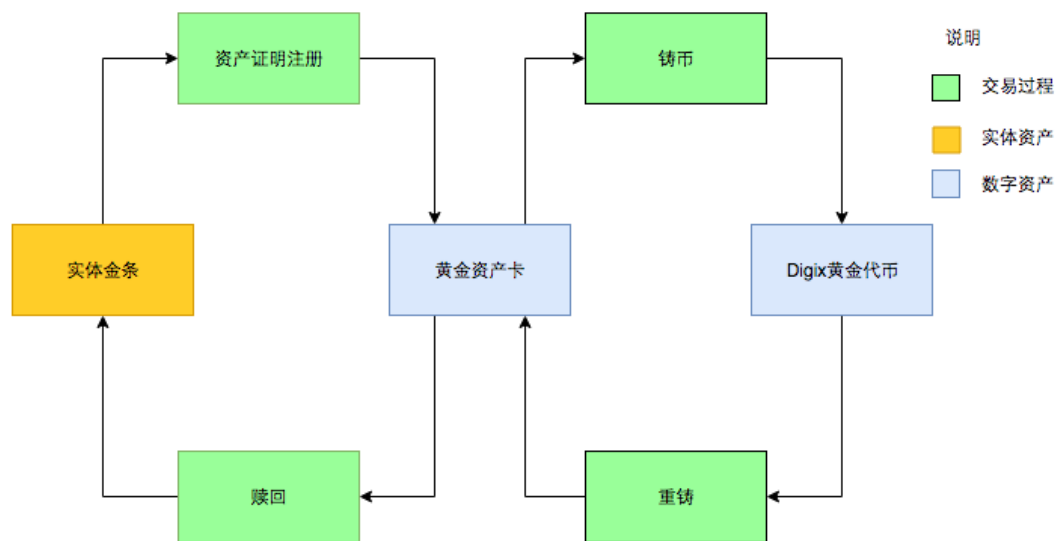 资产证明注册
铸币
说明
交易过程
实体资产
数字资产
实体金条
黄金资产卡
Digix黄金代币
赎回
重铸